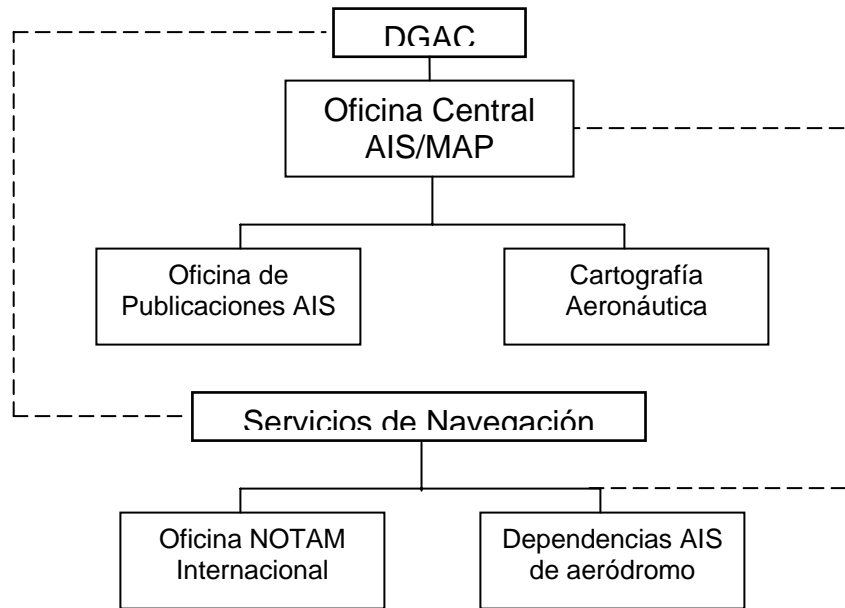 DGAC
Oficina Central
AIS/MAP
Oficina de
Publicaciones AIS
Cartografía
Aeronáutica
Servicios de Navegación
Oficina NOTAM
Internacional
Dependencias AIS
de aeródromo